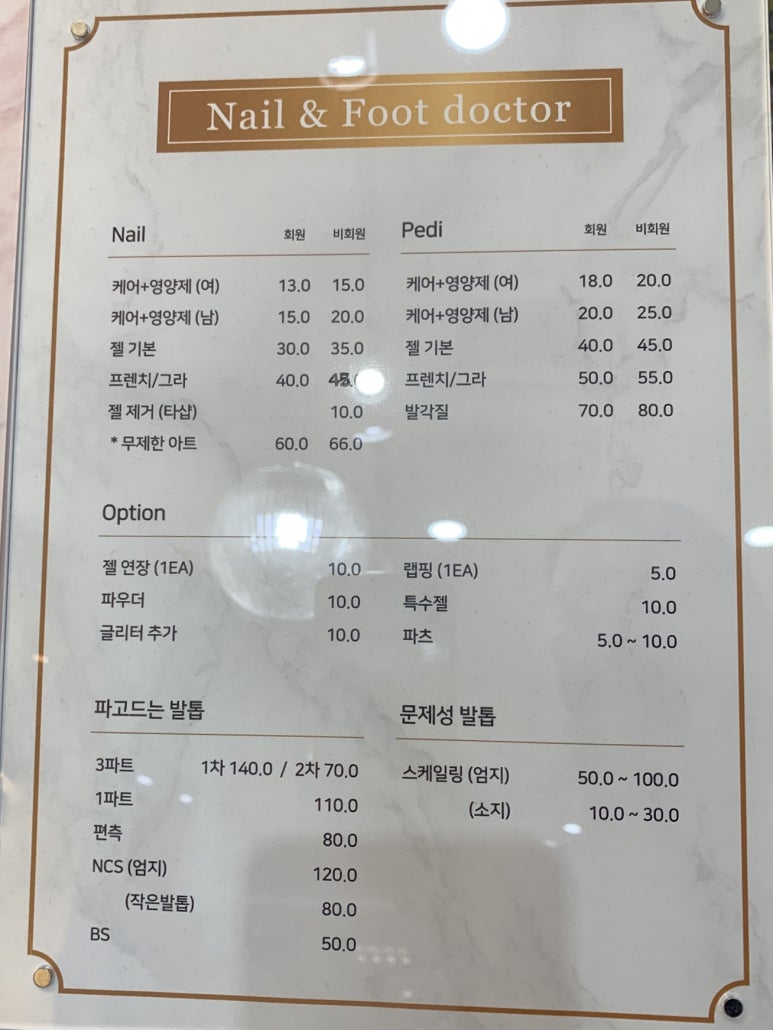 Nail & Foot doctor
Nail 회원 비회원
케어+영양제 (여) 13.0 15.0
케어+영양제 (남) 15.0 20.0
젤 기본 30.0 35.0
프렌치/그라 40.0
젤 제거 (타샵) 10.0
* 무제한 아트 60.0 66.0
Pedi 회원 비회원
케어+영양제 (여) 18.0 20.0
케어+영양제 (남) 20.0 25.0
젤 기본 40.0 45.0
프렌치/그라 50.0 55.0
발각질 70.0 80.0
Option
젤 연장 (1EA) 10.0
파우더 10.0
글리터 추가 10.0
랩핑 (1EA) 5.0
특수젤 10.0
파츠 5.0 ~ 10.0
파고드는 발톱
3파트 1차 140.0 / 2차 70.0
1파트 110.0
편측 80.0
NCS (엄지) 120.0
(작은발톱) 80.0
BS 50.0
문제성 발톱
스케일링 (엄지) 50.0 ~ 100.0
(소지) 10.0 ~ 30.0